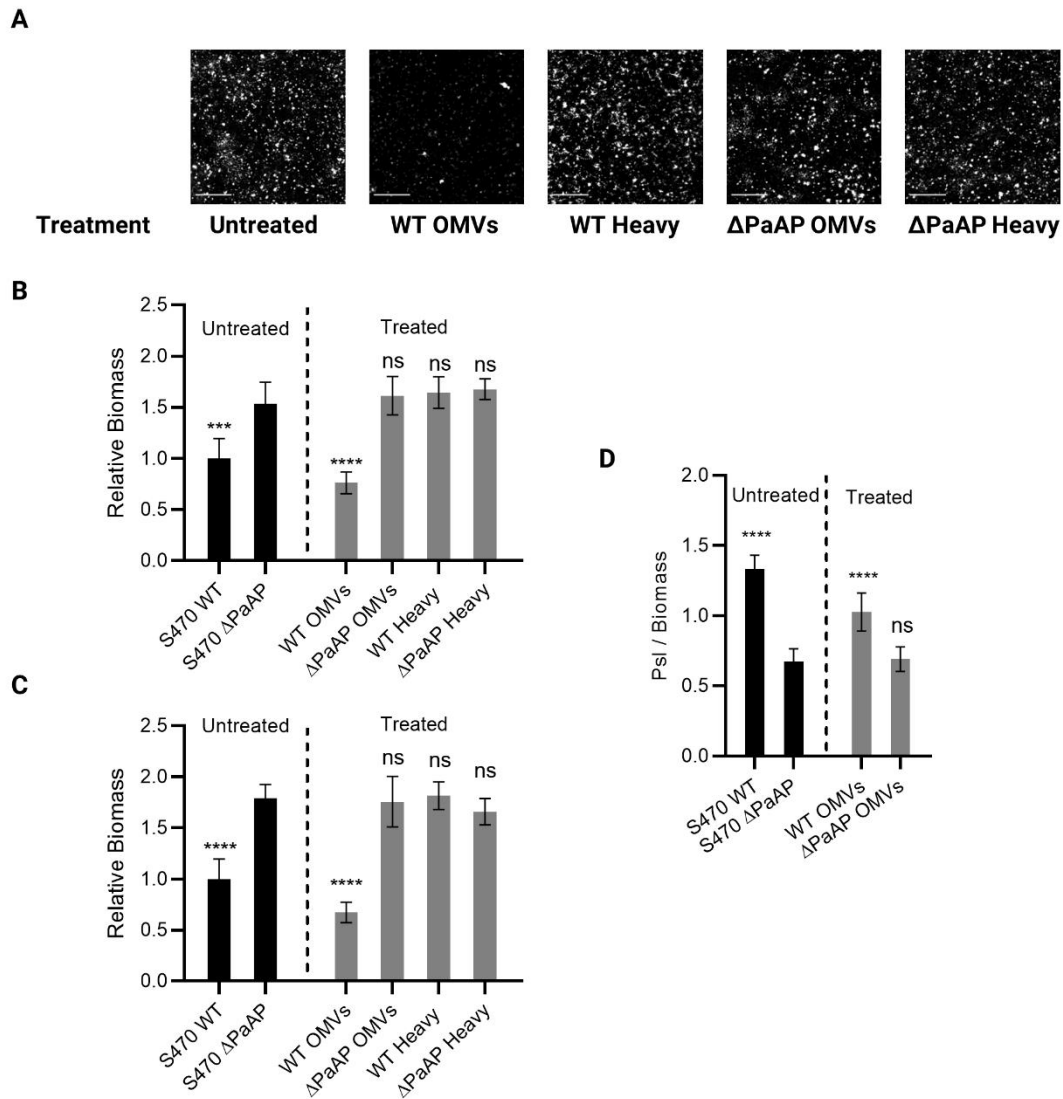 A
Treatment Untreated WT OMVs WT Heavy ΔPaAP OMVs ΔPaAP Heavy
B
Relative Biomass
2.5
2.0
1.5
1.0
0.5
0.0
Untreated Treated
***
****
ns ns ns
S470 WT
S470 ΔPaAP
WT OMVs
ΔPaAP OMVs
WT Heavy
ΔPaAP Heavy
C
Relative Biomass
2.5
2.0
1.5
1.0
0.5
0.0
Untreated Treated
****
****
ns ns ns
S470 WT
S470 ΔPaAP
WT OMVs
ΔPaAP OMVs
WT Heavy
ΔPaAP Heavy
D
Psl / Biomass
2.0
1.5
1.0
0.5
0.0
Untreated Treated
****
****
ns
S470 WT
S470 ΔPaAP
WT OMVs
ΔPaAP OMVs